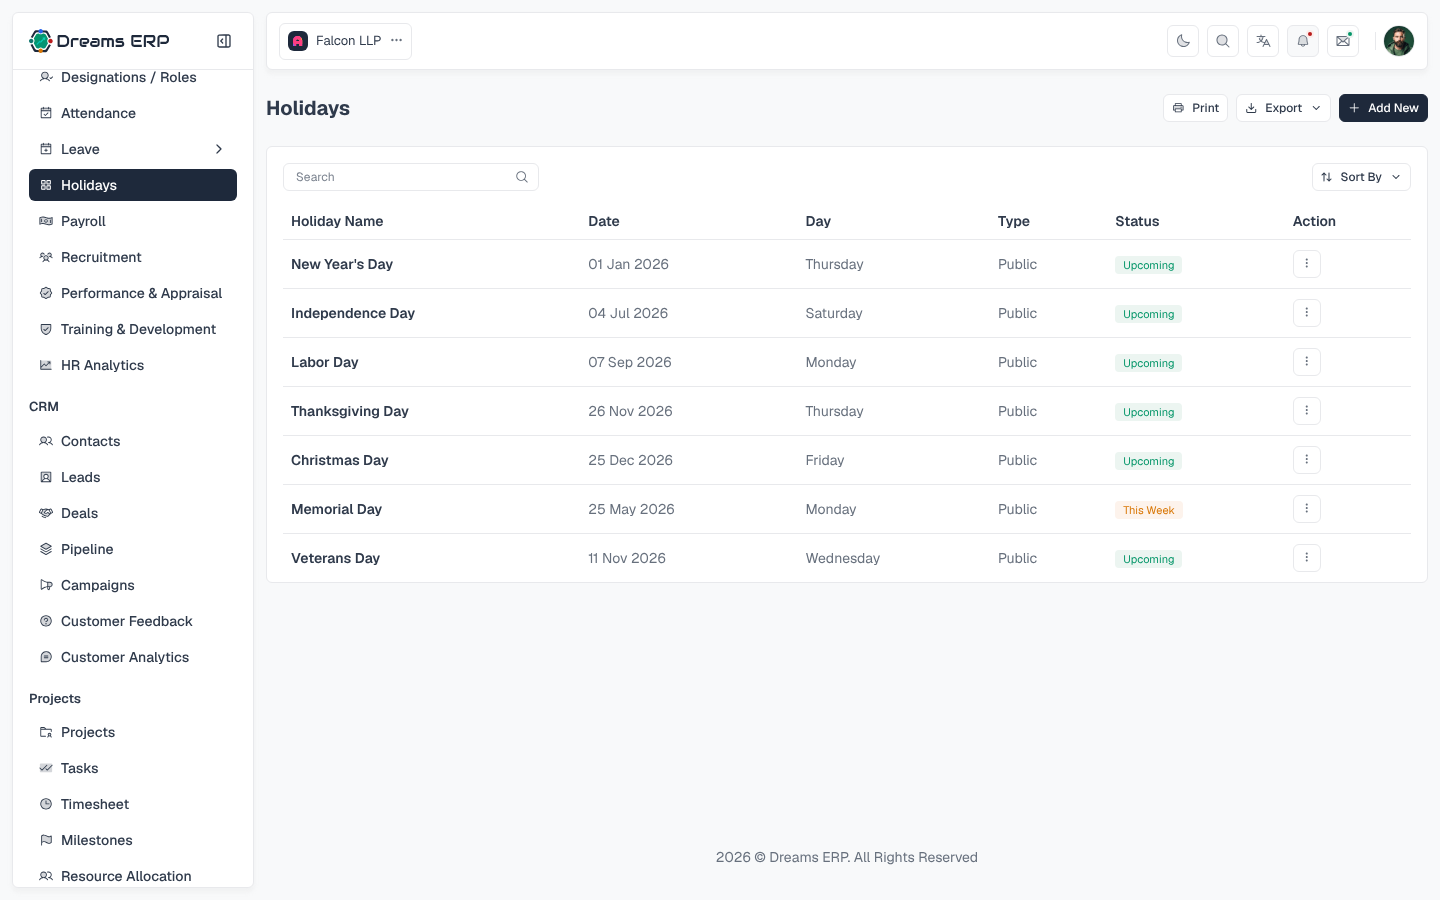 Dreams ERP
Designations / Roles
Attendance
Leave
Holidays
Payroll
Recruitment
Performance & Appraisal
Training & Development
HR Analytics
CRM
Contacts
Leads
Deals
Pipeline
Campaigns
Customer Feedback
Customer Analytics
Projects
Projects
Tasks
Timesheet
Milestones
Resource Allocation
Falcon LLP
Holidays
Print
Export
Add New
Search
Sort By
Holiday Name Date Day Type Status Action
New Year's Day 01 Jan 2026 Thursday Public Upcoming
Independence Day 04 Jul 2026 Saturday Public Upcoming
Labor Day 07 Sep 2026 Monday Public Upcoming
Thanksgiving Day 26 Nov 2026 Thursday Public Upcoming
Christmas Day 25 Dec 2026 Friday Public Upcoming
Memorial Day 25 May 2026 Monday Public This Week
Veterans Day 11 Nov 2026 Wednesday Public Upcoming
2026 © Dreams ERP. All Rights Reserved